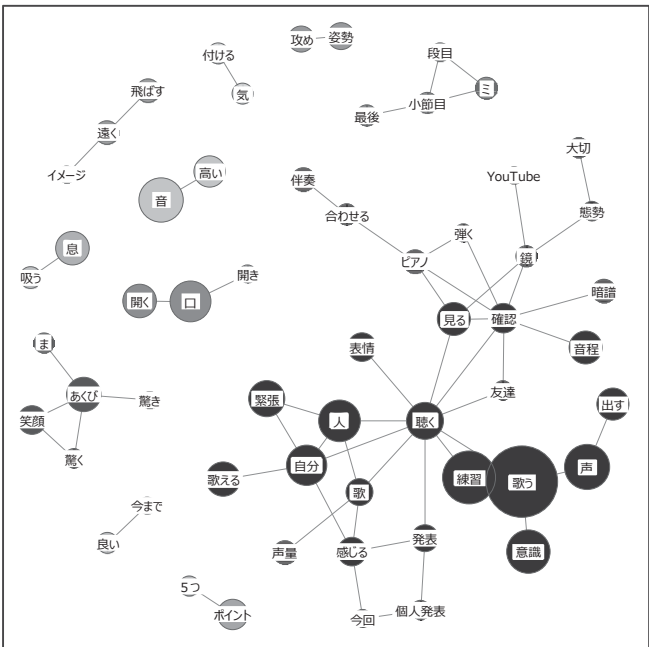 攻め
姿勢
付ける
気
段目
ミ
小節目
最後
飛ばす
遠く
イメージ
大切
YouTube
態勢
高い
音
伴奏
合わせる
弾く
ピアノ
鏡
息
吸う
開き
開く
口
暗譜
見る
確認
音程
ま
表情
友達
あくび
驚き
笑顔
驚く
緊張
人
聴く
出す
自分
歌える
歌
練習
歌う
声
今まで
良い
声量
感じる
発表
意識
5つ
ポイント
今回
個人発表